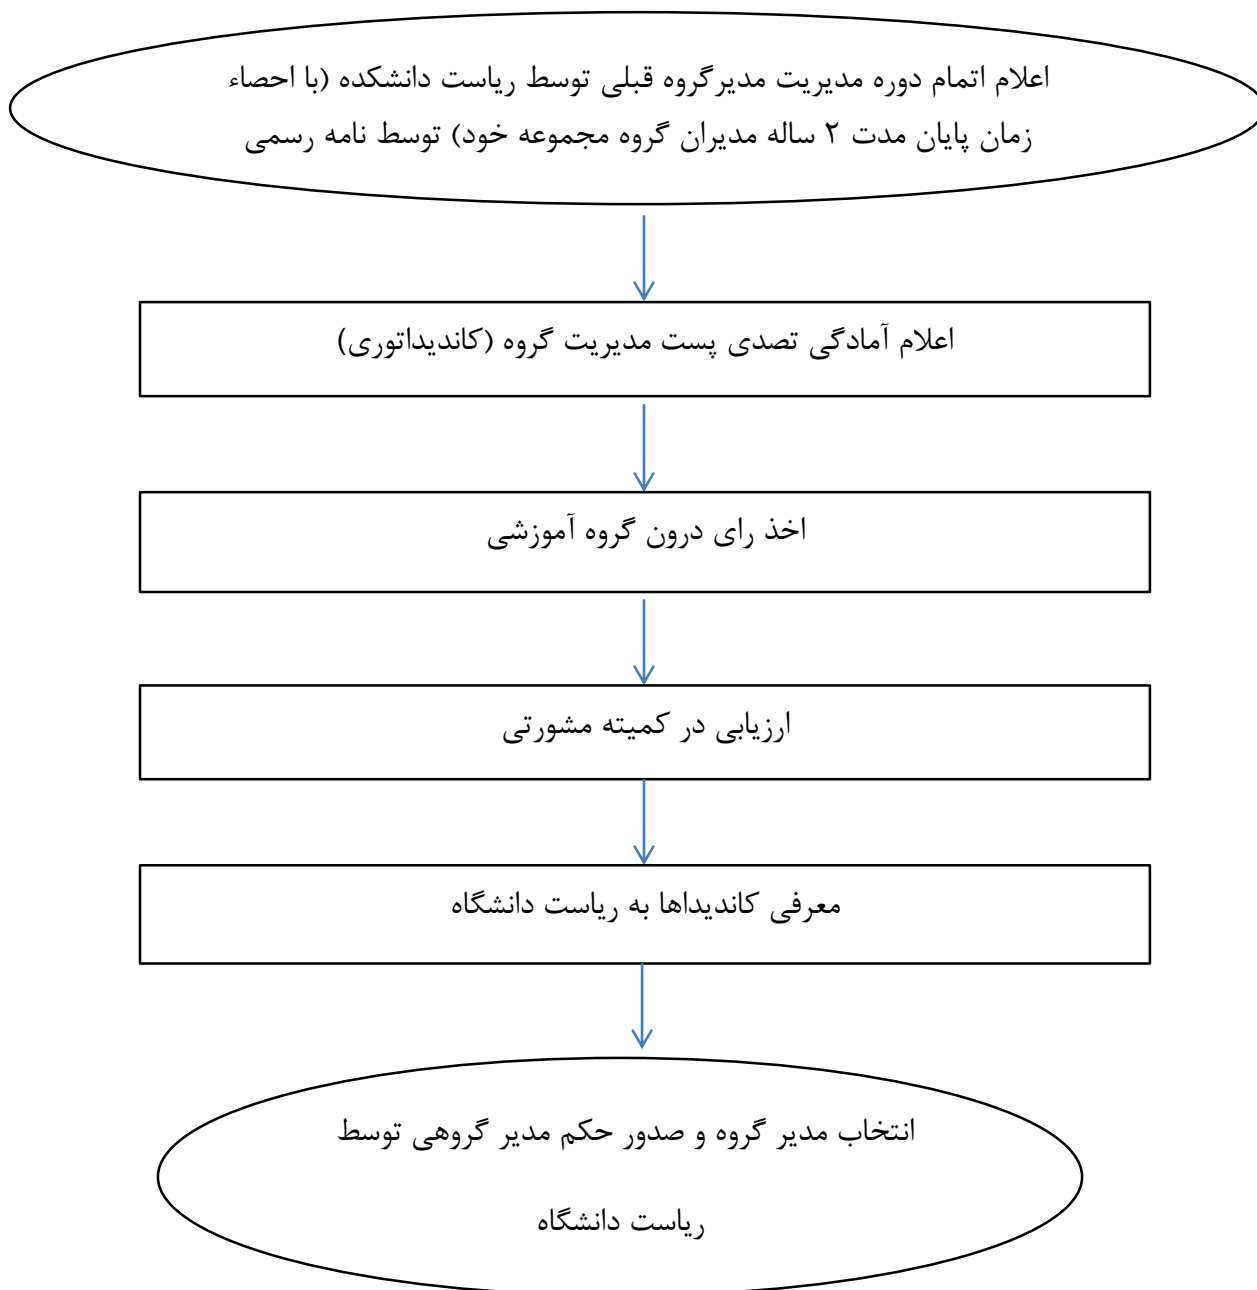 اعلام اتمام دوره مدیریت مدیرگروه قبلی توسط ریاست دانشکده (با احصاء
زمان پایان مدت ۲ ساله مدیران گروه مجموعه خود) توسط نامه رسمی
اعلام آمادگی تصدی پست مدیریت گروه (کاندیداتوری)
اخذ رای درون گروه آموزشی
ارزیابی در کمیته مشورتی
معرفی کاندیداها به ریاست دانشگاه
انتخاب مدیر گروه و صدور حکم مدیر گروهی توسط
ریاست دانشگاه